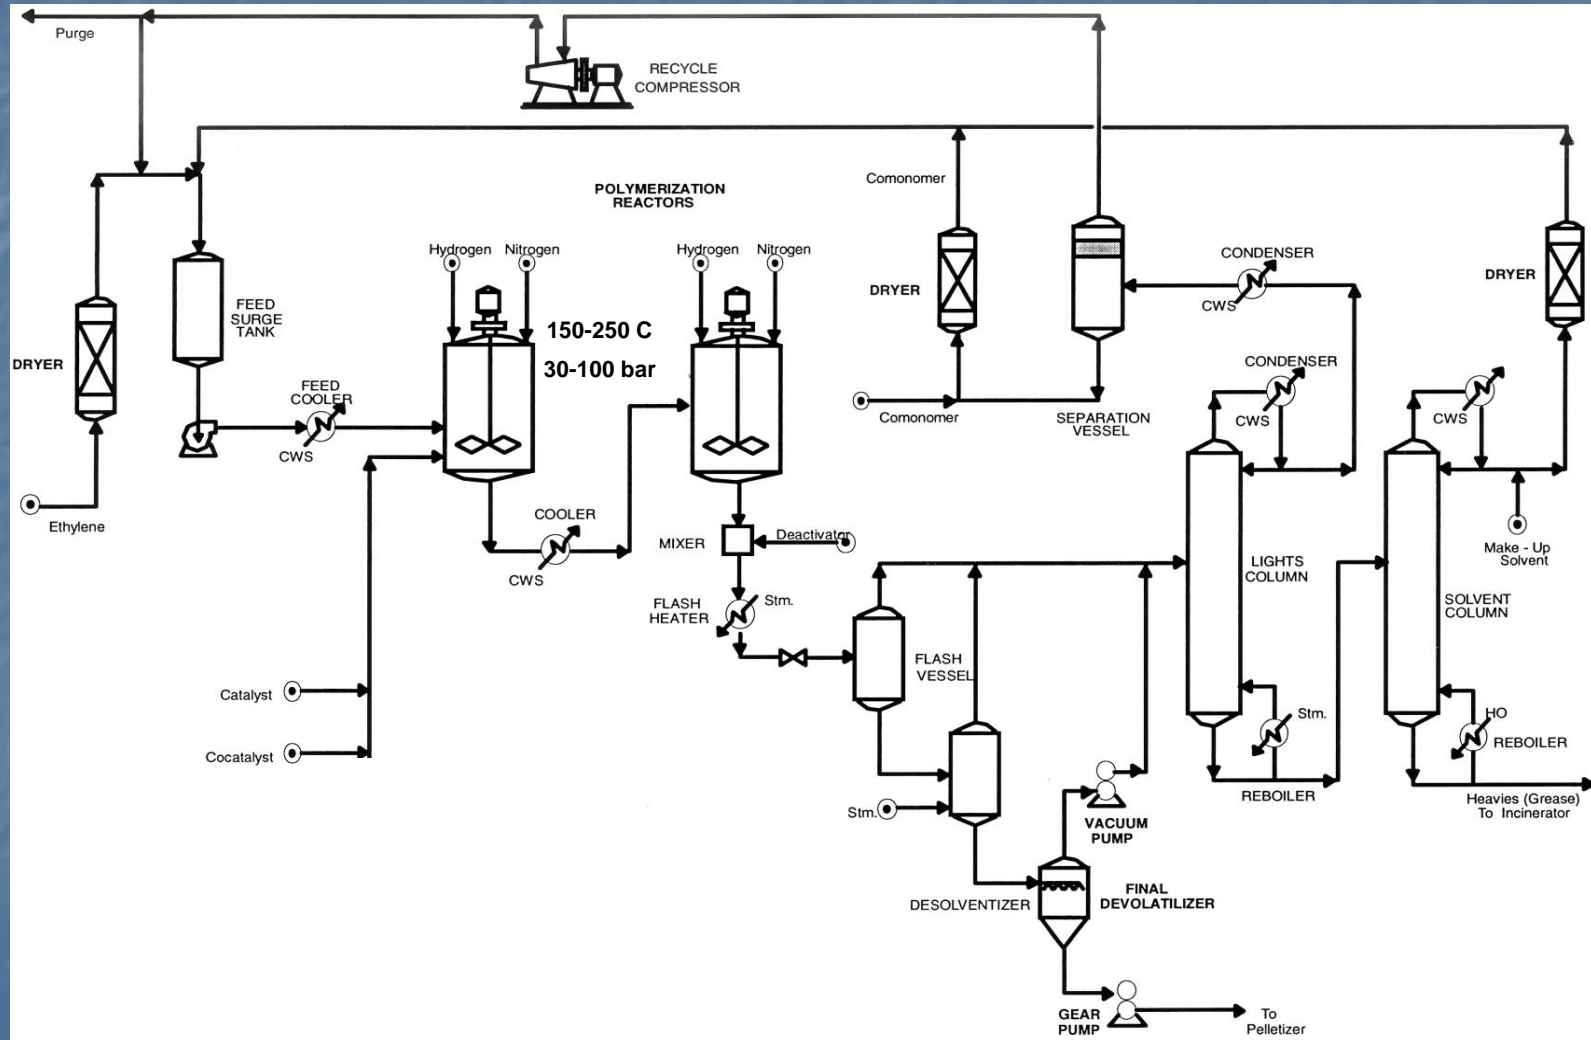 Purge
RECYCLE
COMPRESSOR
POLYMERIZATION
REACTORS
Comonomer
Hydrogen
Nitrogen
Hydrogen
Nitrogen
CONDENSER
CWS
DRYER
DRYER
FEED
SURGE
TANK
150-250 C
30-100 bar
DRYER
FEED
COOLER
CWS
CONDENSER
CWS
CWS
Comonomer
SEPARATION
VESSEL
Ethylene
COOLER
CWS
MIXER
Deactivator
Make - Up
Solvent
LIGHTS
COLUMN
SOLVENT
COLUMN
FLASH
HEATER
Stm.
FLASH
VESSEL
Catalyst
Cocatalyst
Stm.
HO
REBOILER
REBOILER
Heavies (Grease)
To Incinerator
Stm.
VACUUM
PUMP
DESOLVENTIZER
FINAL
DEVOLATILIZER
GEAR
PUMP
To
Pelletizer